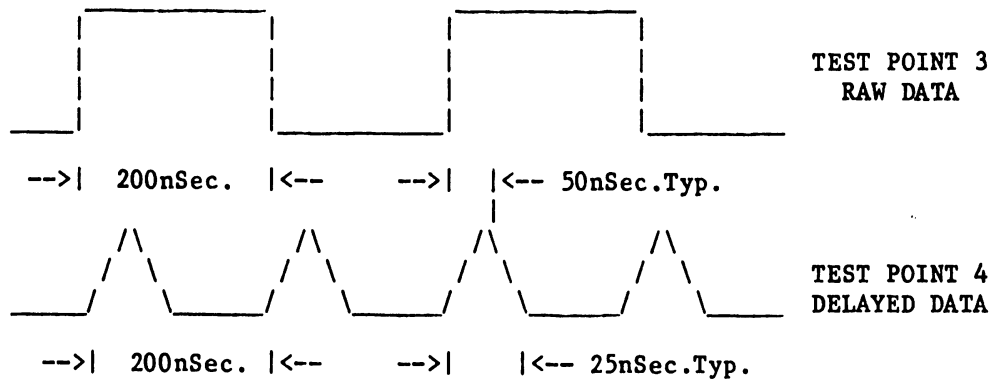 TEST POINT 3
RAW DATA
-->| 200nSec. |<-- -->| |<-- 50nSec.Typ.
TEST POINT 4
DELAYED DATA
-->| 200nSec. |<-- -->| |<-- 25nSec.Typ.